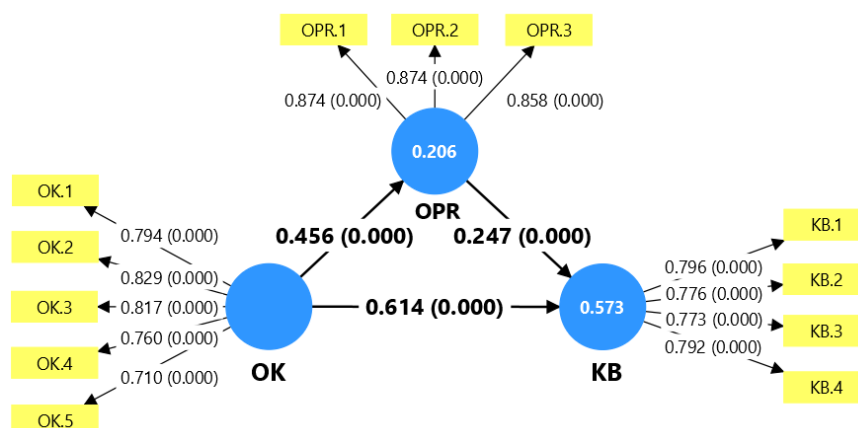 OPR.1
OPR.2
OPR.3
0.874 (0.000)
0.874 (0.000)
0.858 (0.000)
0.206
OPR
0.456 (0.000)
0.247 (0.000)
OK.1
OK.2
OK.3
OK.4
OK.5
0.794 (0.000)
0.829 (0.000)
0.817 (0.000)
0.760 (0.000)
0.710 (0.000)
OK
0.614 (0.000)
0.573
KB
0.796 (0.000)
0.776 (0.000)
0.773 (0.000)
0.792 (0.000)
KB.1
KB.2
KB.3
KB.4